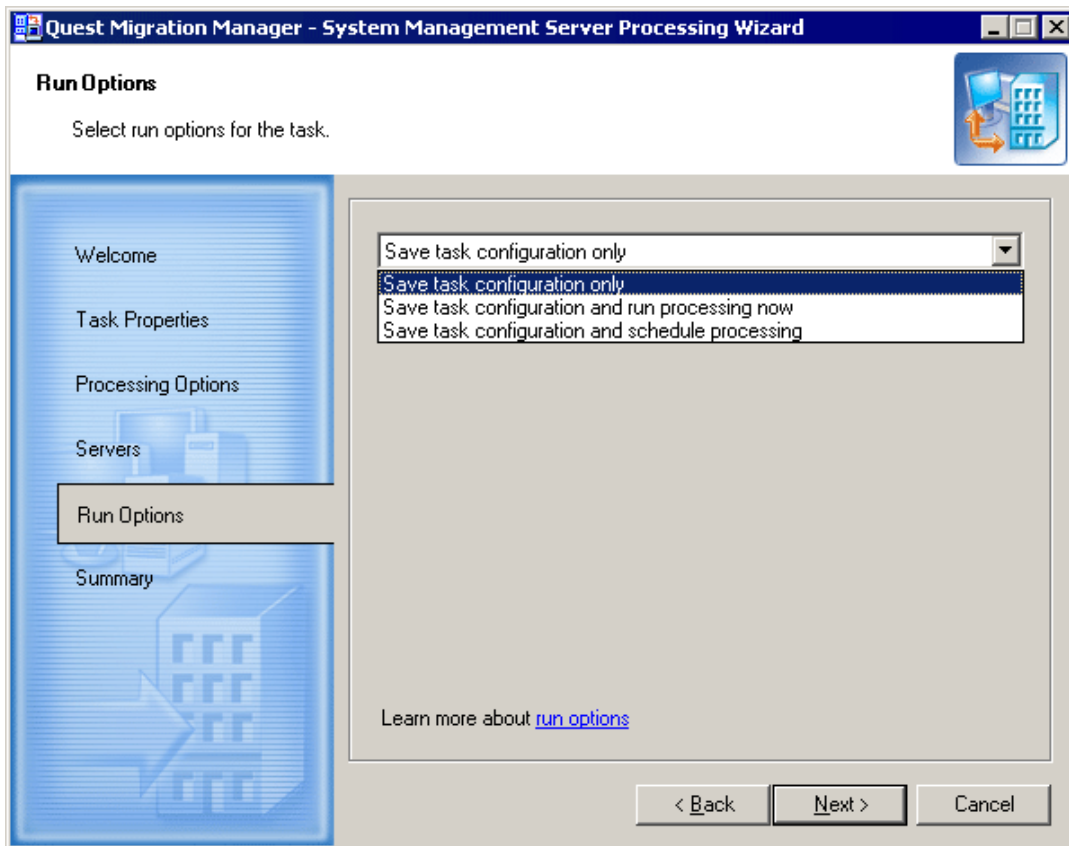 Quest Migration Manager - System Management Server Processing Wizard
Run Options
Select run options for the task.
Welcome
Task Properties
Processing Options
Servers
Run Options
Summary
Save task configuration only
Save task configuration only
Save task configuration and run processing now
Save task configuration and schedule processing
Learn more about run options
< Back
Next >
Cancel